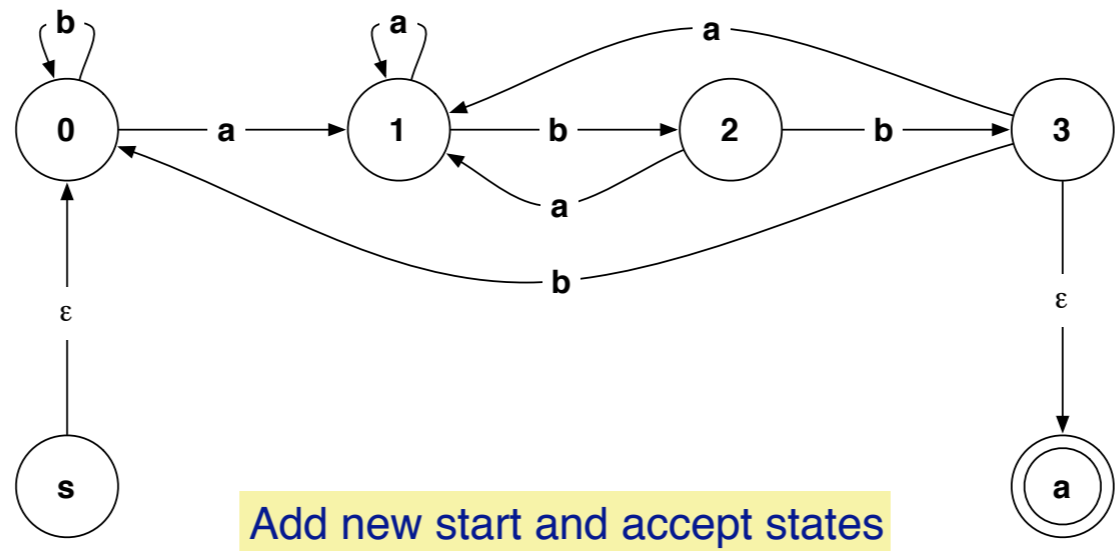 b a a
0 a 1 b 2 b 3
a
b
ε ε
s a
Add new start and accept states